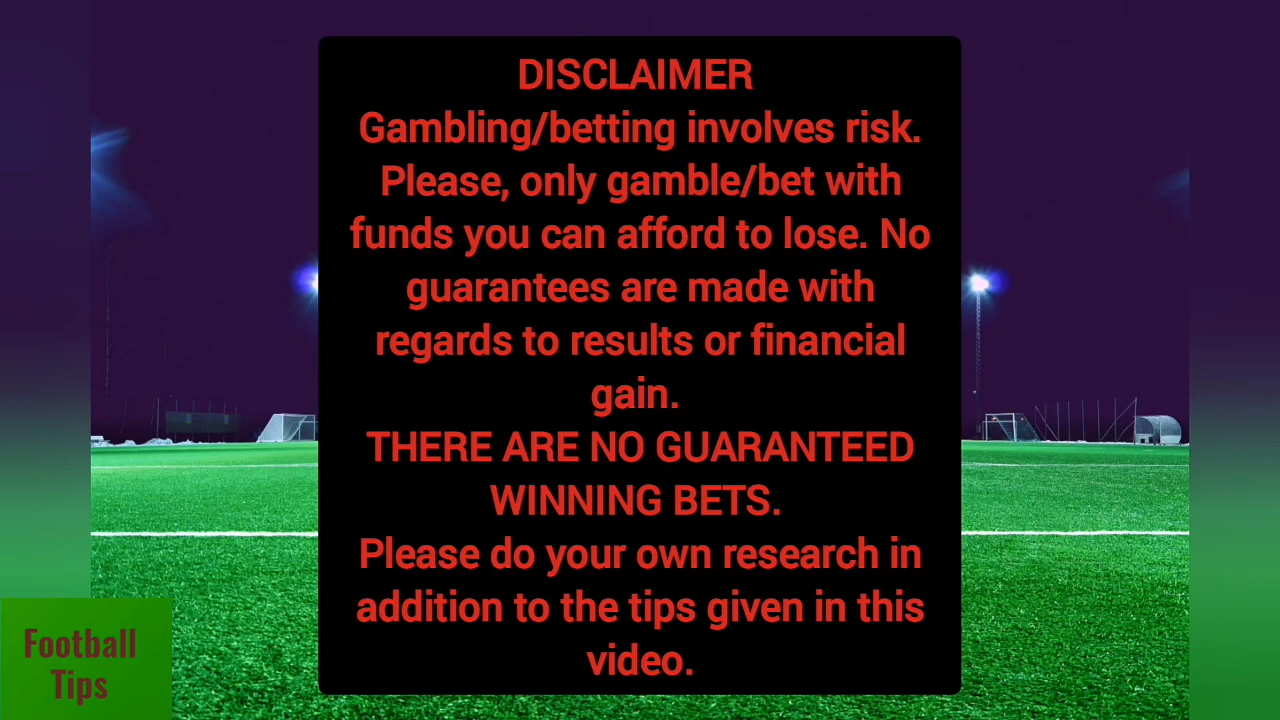 DISCLAIMER
Gambling/betting involves risk.
Please, only gamble/bet with
funds you can afford to lose. No
guarantees are made with
regards to results or financial
gain.
THERE ARE NO GUARANTEED
WINNING BETS.
Please do your own research in
addition to the tips given in this
video.
Football
Tips